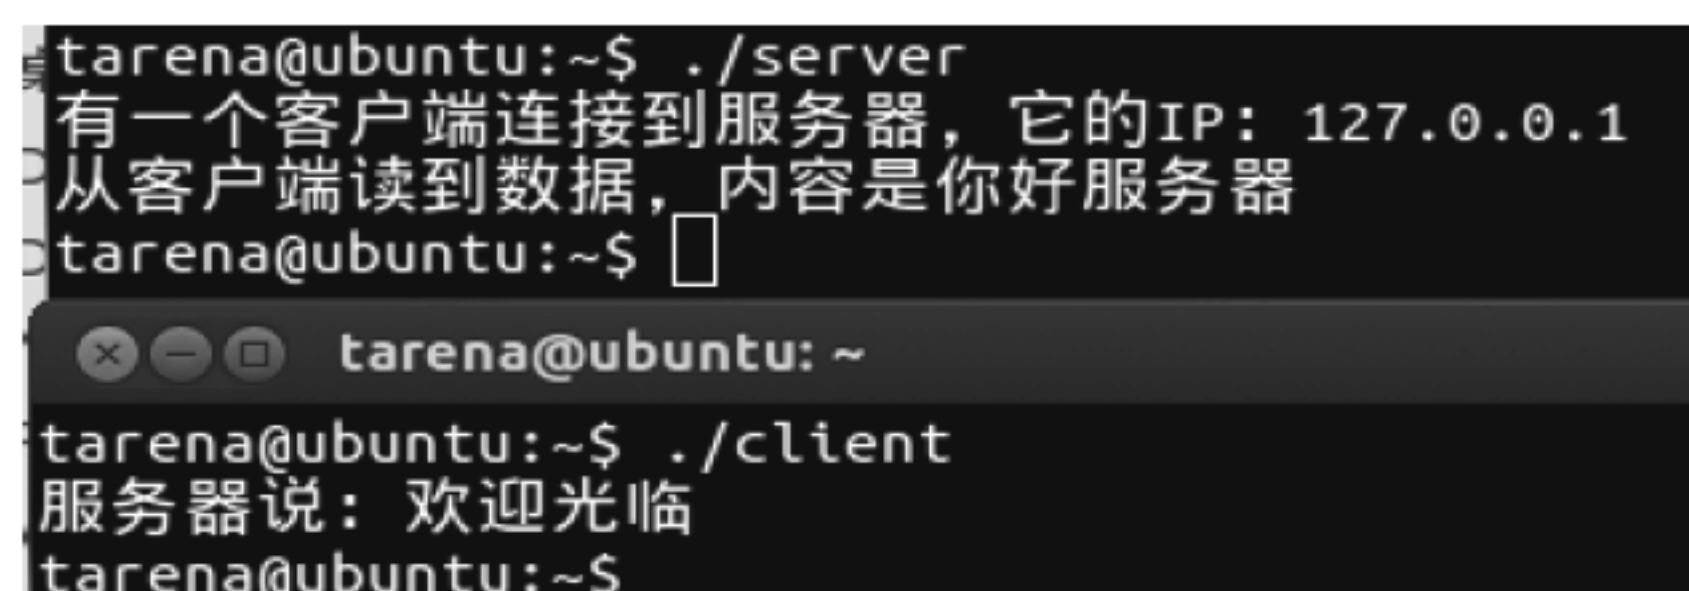 tarena@ubuntu:~$ ./server
有一个客户端连接到服务器，它的IP: 127.0.0.1
从客户端读到数据，内容是你好服务器
tarena@ubuntu:~$
tarena@ubuntu: ~
tarena@ubuntu:~$ ./client
服务器说: 欢迎光临
tarena@ubuntu:~$